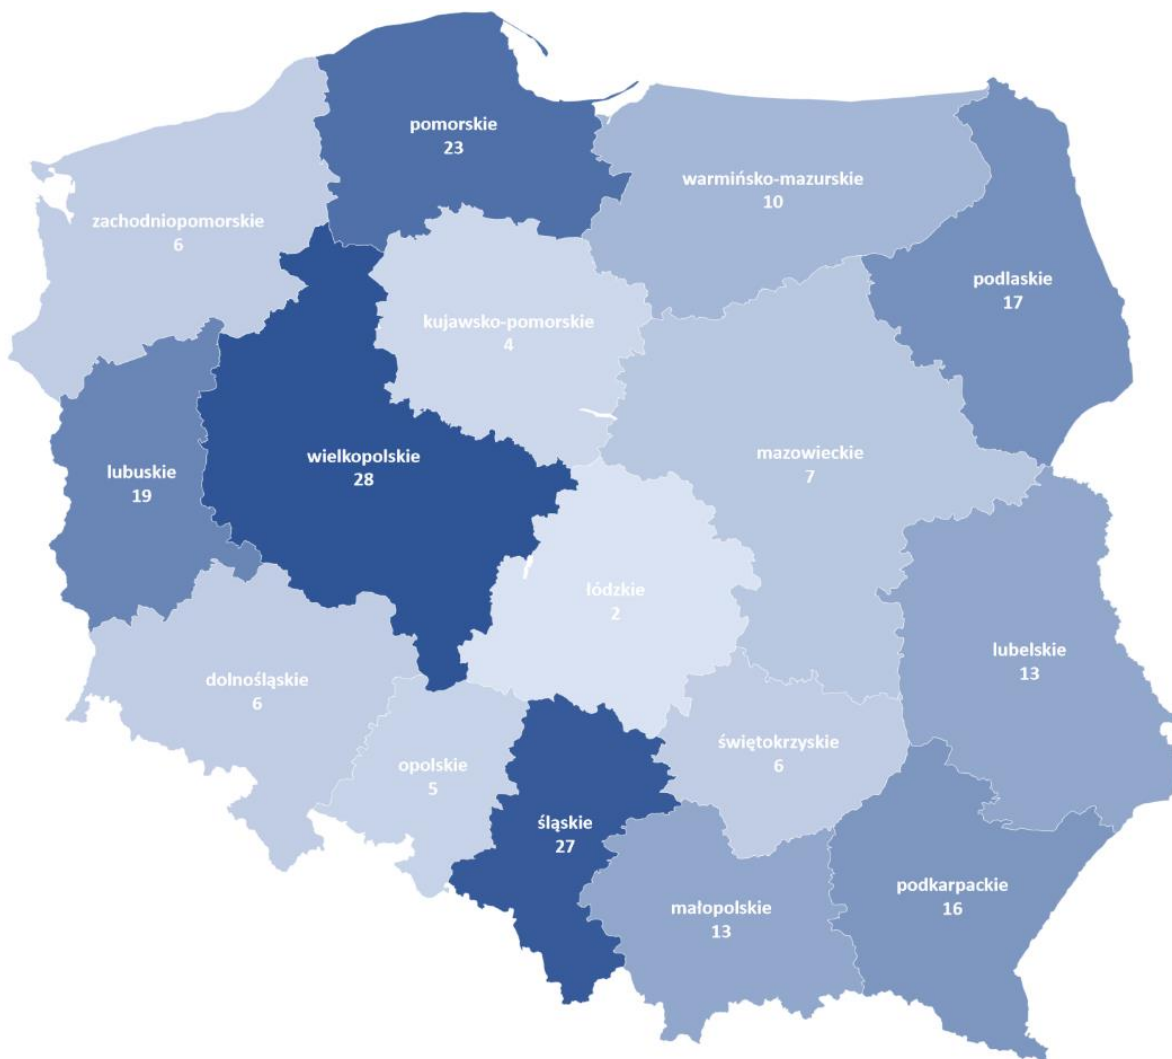 pomorskie
23
warmińsko-mazurskie
10
zachodniopomorskie
6
podlaskie
17
kujawsko-pomorskie
4
wielkopolskie
28
mazowieckie
7
lubuskie
19
łódzkie
2
lubelskie
13
dolnośląskie
6
świętokrzyskie
6
opolskie
5
śląskie
27
podkarpackie
16
małopolskie
13